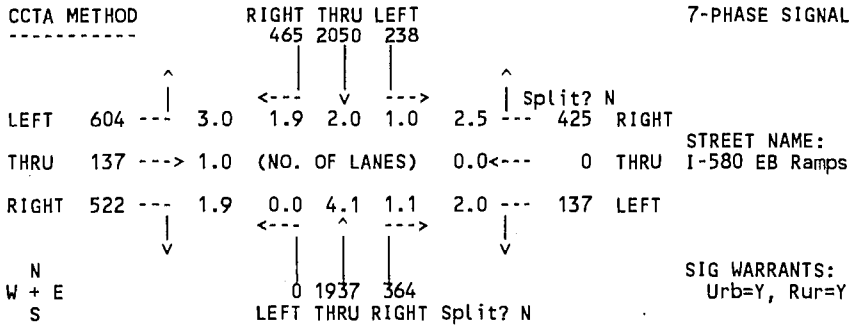 CCTA METHOD RIGHT THRU LEFT 7-PHASE SIGNAL
----------- 465 2050 238
^ ^
<--- v ---> Split? N
LEFT 604 --- 3.0 1.9 2.0 1.0 2.5 --- 425 RIGHT
STREET NAME:
THRU 137 ---> 1.0 (NO. OF LANES) 0.0<--- 0 THRU I-580 EB Ramps
RIGHT 522 --- 1.9 0.0 4.1 1.1 2.0 --- 137 LEFT
<--- ^ --->
v v
N SIG WARRANTS:
W + E 0 1937 364 Urb=Y, Rur=Y
S LEFT THRU RIGHT Split? N